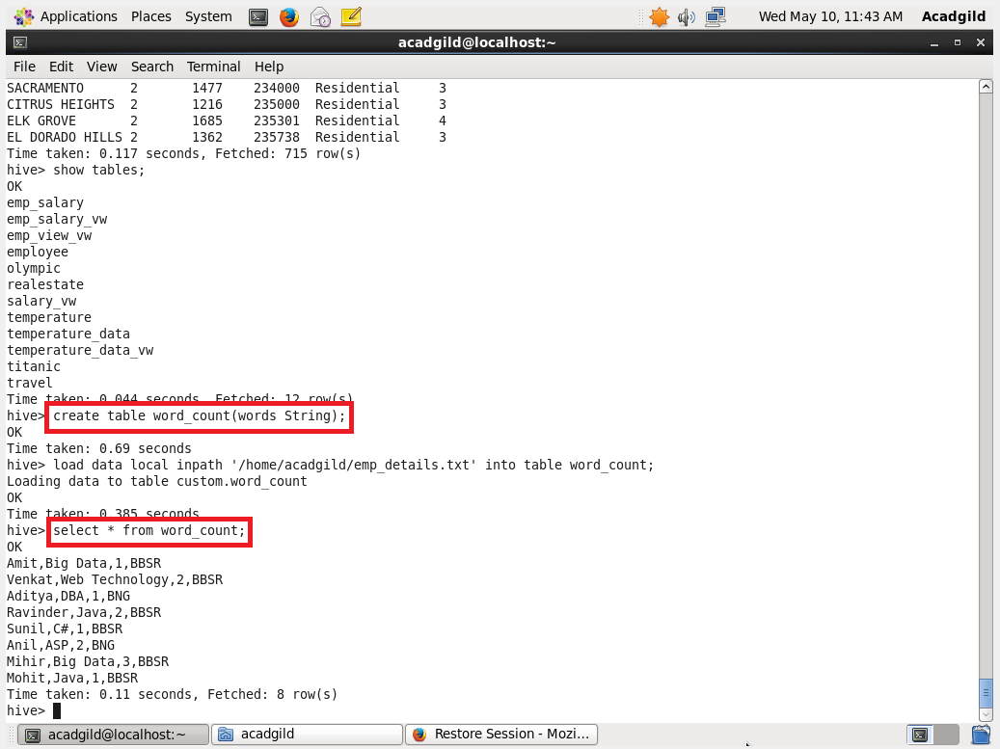 Applications Places System Wed May 10, 11:43 AM Acadgild
acadgild@localhost:~
File Edit View Search Terminal Help
SACRAMENTO 2 1477 234000 Residential 3
CITRUS HEIGHTS 2 1216 235000 Residential 3
ELK GROVE 2 1685 235301 Residential 4
EL DORADO HILLS 2 1362 235738 Residential 3
Time taken: 0.117 seconds, Fetched: 715 row(s)
hive> show tables;
OK
emp_salary
emp_salary_vw
emp_view_vw
employee
olympic
realestate
salary_vw
temperature
temperature_data
temperature_data_vw
titanic
travel
Time taken: 0.044 seconds, Fetched: 12 row(s)
hive> create table word_count(words String);
OK
Time taken: 0.69 seconds
hive> load data local inpath '/home/acadgild/emp_details.txt' into table word_count;
Loading data to table custom.word_count
OK
Time taken: 0.385 seconds
hive> select * from word_count;
OK
Amit,Big Data,1,BBSR
Venkat,Web Technology,2,BBSR
Aditya,DBA,1,BNG
Ravinder,Java,2,BBSR
Sunil,C#,1,BBSR
Anil,ASP,2,BNG
Mihir,Big Data,3,BBSR
Mohit,Java,1,BBSR
Time taken: 0.11 seconds, Fetched: 8 row(s)
hive>
acadgild@localhost:~ acadgild Restore Session - Mozi...